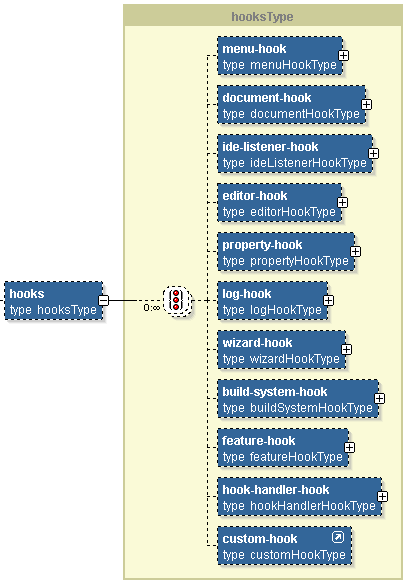 hooksType
menu-hook
type menuHookType
document-hook
type documentHookType
ide-listener-hook
type ideListenerHookType
editor-hook
type editorHookType
property-hook
type propertyHookType
hooks
type hooksType
0:∞
log-hook
type logHookType
wizard-hook
type wizardHookType
build-system-hook
type buildSystemHookType
feature-hook
type featureHookType
hook-handler-hook
type hookHandlerHookType
custom-hook
type customHookType